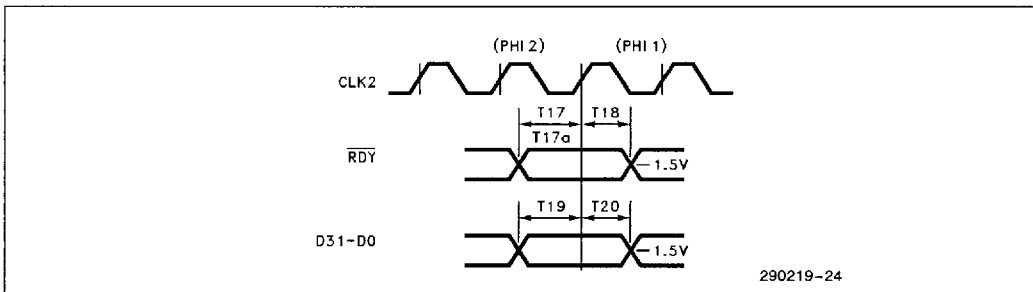 (PHI 2) (PHI 1)
CLK2
T17 T18
T17a
RDY
1.5V
T19 T20
D31-D0
1.5V
290219-24